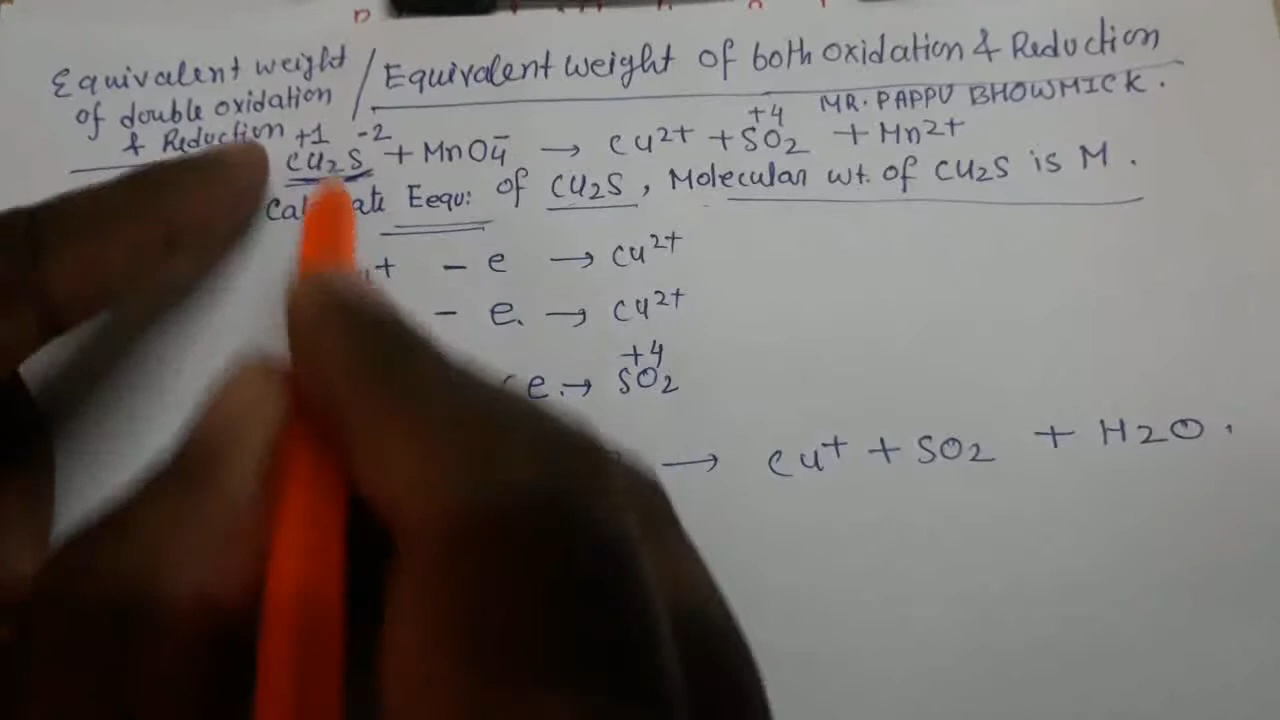 Equivalent weight
of double oxidation
& Reduction
/ Equivalent weight of both oxidation & Reduction
MR. PAPPU BHOWMICK.
+1 -2 +4
Cu2S + MnO4- → Cu2+ + SO2 + Mn2+
Eequ: of Cu2S, Molecular wt. of Cu2S is M.
+ - e → Cu2+
- e. → Cu2+
+4
e. → SO2
→ Cu+ + SO2 + H2O.